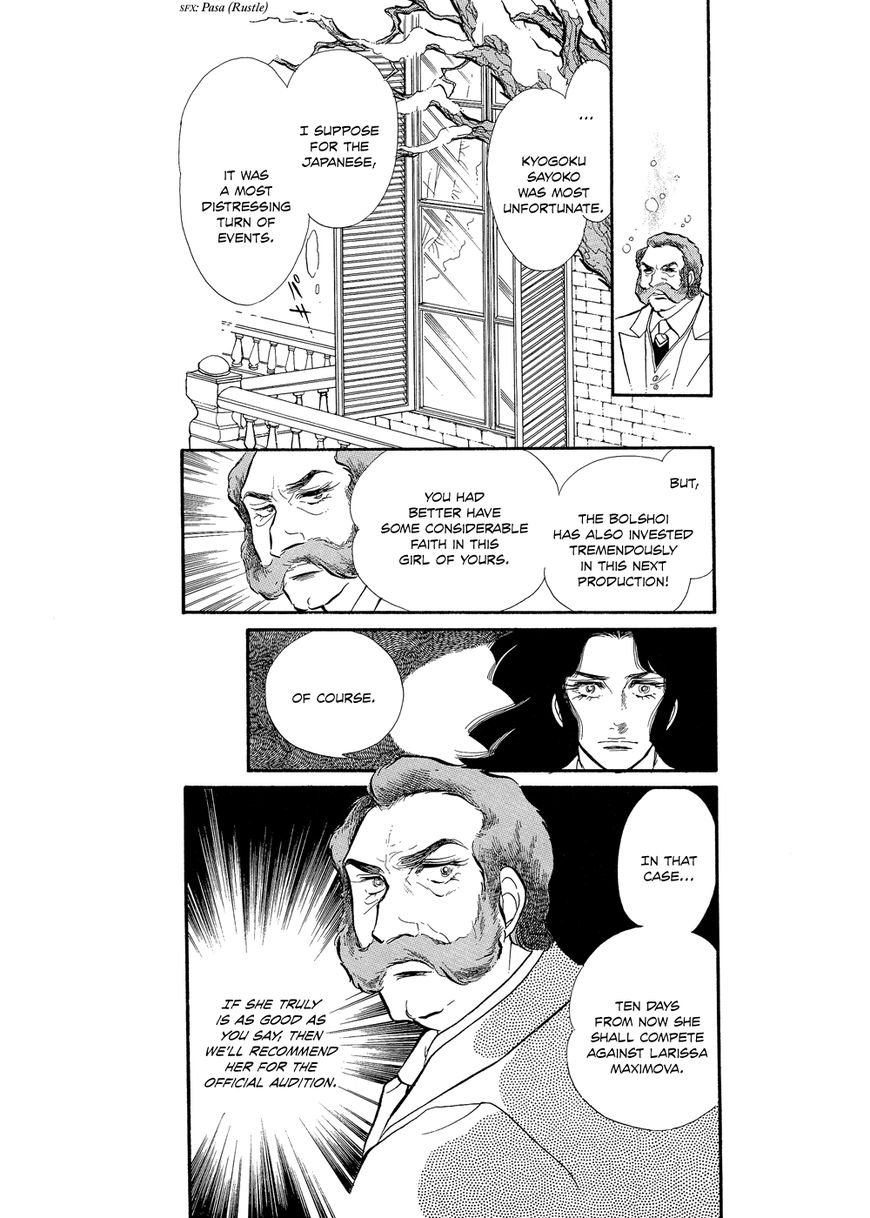 SFX: Pasa (Rustle)
...
KYOGOKU
SAYOKO
WAS MOST
UNFORTUNATE.
I SUPPOSE
FOR THE
JAPANESE,
IT WAS
A MOST
DISTRESSING
TURN OF
EVENTS.
BUT,
THE BOLSHOI
HAS ALSO INVESTED
TREMENDOUSLY
IN THIS NEXT
PRODUCTION!
YOU HAD
BETTER HAVE
SOME CONSIDERABLE
FAITH IN THIS
GIRL OF YOURS.
OF COURSE.
IN THAT
CASE...
TEN DAYS
FROM NOW SHE
SHALL COMPETE
AGAINST LARISSA
MAXIMOVA.
IF SHE TRULY
IS AS GOOD AS
YOU SAY, THEN
WE'LL RECOMMEND
HER FOR THE
OFFICIAL AUDITION.